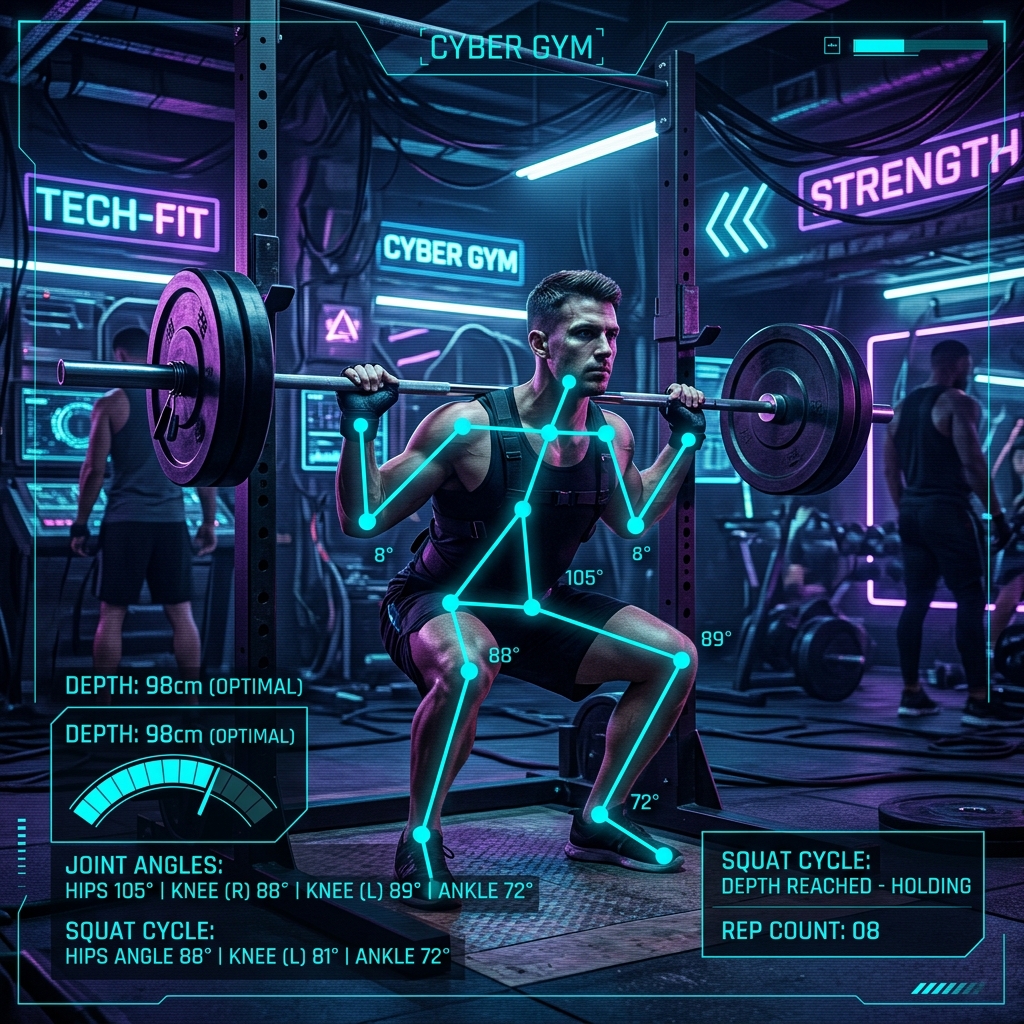 CYBER GYM
TECH-FIT
CYBER GYM
STRENGTH
8°
8°
105°
88°
89°
72°
DEPTH: 98cm (OPTIMAL)
DEPTH: 98cm (OPTIMAL)
JOINT ANGLES:
HIPS 105° | KNEE (R) 88° | KNEE (L) 89° | ANKLE 72°
SQUAT CYCLE:
HIPS ANGLE 88° | KNEE (L) 81° | ANKLE 72°
SQUAT CYCLE:
DEPTH REACHED - HOLDING
REP COUNT: 08